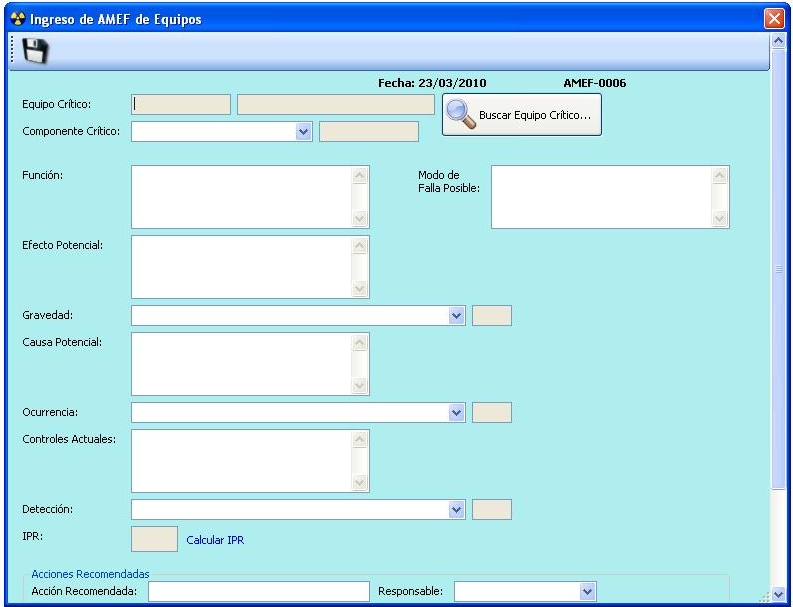 Ingreso de AMEF de Equipos
Fecha: 23/03/2010 AMEF-0006
Equipo Crítico: Buscar Equipo Crítico...
Componente Crítico:
Función: Modo de
Falla Posible:
Efecto Potencial:
Gravedad:
Causa Potencial:
Ocurrencia:
Controles Actuales:
Detección:
IPR: Calcular IPR
Acciones Recomendadas
Acción Recomendada: Responsable: